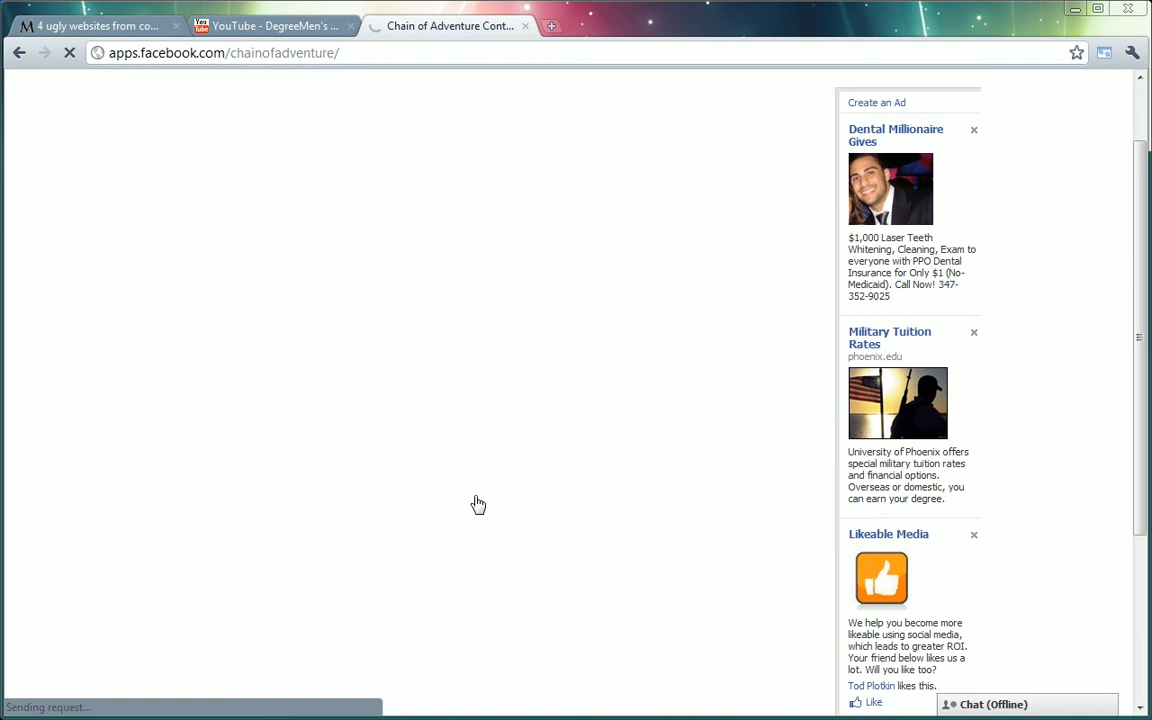 4 ugly websites from co...
YouTube - DegreeMen's ...
Chain of Adventure Cont...
apps.facebook.com/chainofadventure/
Create an Ad
Dental Millionaire
Gives
$1,000 Laser Teeth
Whitening, Cleaning, Exam to
everyone with PPO Dental
Insurance for Only $1 (No-
Medicaid). Call Now! 347-
352-9025
Military Tuition
Rates
phoenix.edu
University of Phoenix offers
special military tuition rates
and financial options.
Overseas or domestic, you
can earn your degree.
Likeable Media
We help you become more
likeable using social media,
which leads to greater ROI.
Your friend below likes us a
lot. Will you like too?
Tod Plotkin likes this.
Like
Chat (Offline)
Sending request...